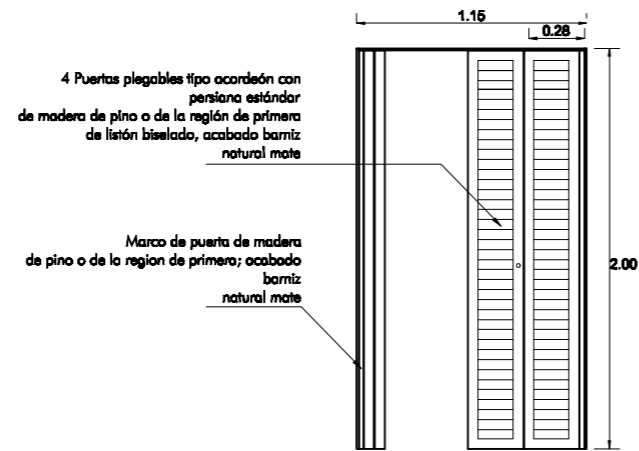 1.15
0.28
4 Puertas plegables tipo acordeón con
persiana estándar
de madera de pino o de la región de primera
de listón biselado, acabado barniz
natural mate
Marco de puerta de madera
de pino o de la region de primera; acabado
barniz
natural mate
2.00